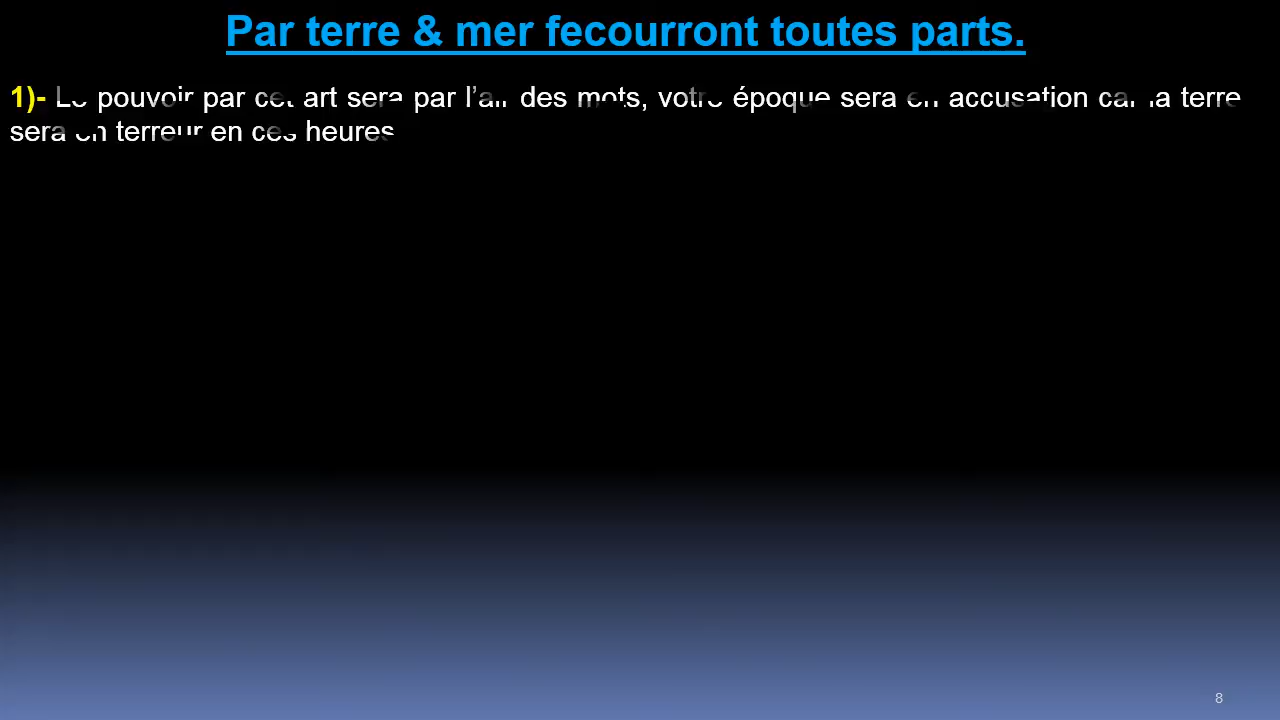 Par terre & mer fecourront toutes parts.
1)- Le pouvoir par cet art sera par l’air des mots, votre époque sera en accusation car la terre
sera en terreur en ces heures
8